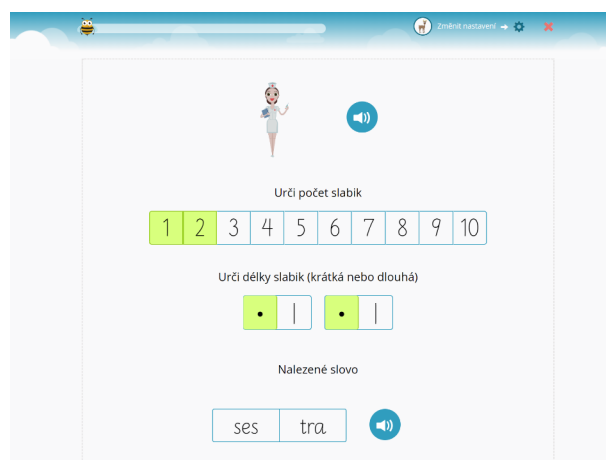 Změnit nastavení →
Urči počet slabik
1 2 3 4 5 6 7 8 9 10
Urči délky slabik (krátká nebo dlouhá)
Nalezené slovo
ses tra